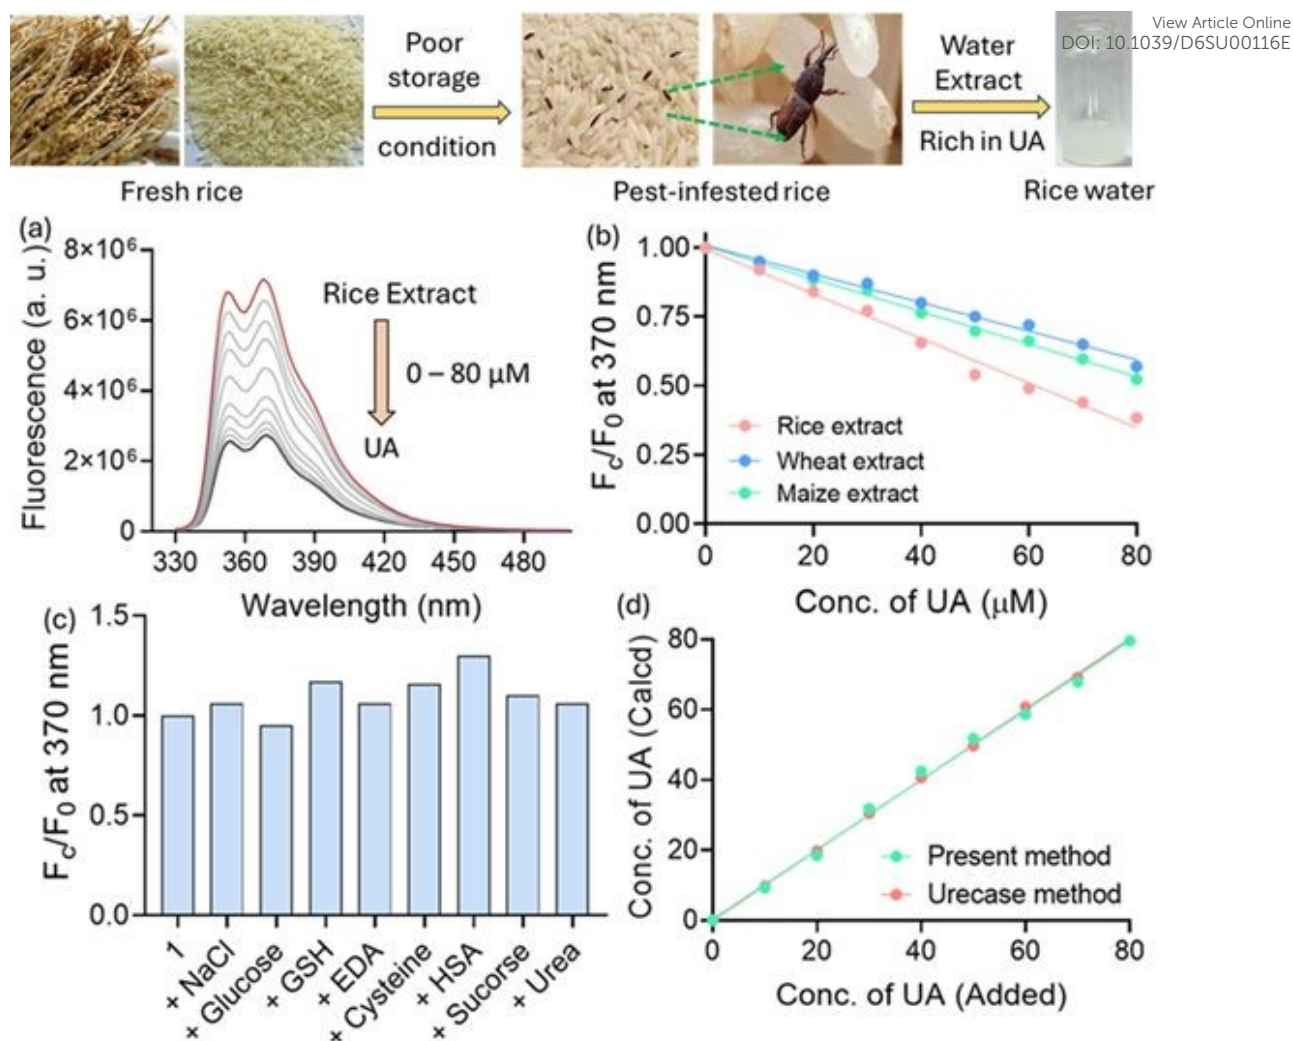 View Article Online
DOI: 10.1039/D6SU00116E
Poor
storage
condition
Water
Extract
Rich in UA
Fresh rice
Pest-infested rice
Rice water
(a)
Fluorescence (a. u.)
8×10⁶
6×10⁶
4×10⁶
2×10⁶
0
Rice Extract
0 – 80 µM
UA
330 360 390 420 450 480
Wavelength (nm)
(b)
F_c/F_0 at 370 nm
1.00
0.75
0.50
0.25
0.00
Rice extract
Wheat extract
Maize extract
0 20 40 60 80
Conc. of UA (µM)
(c)
F_c/F_0 at 370 nm
1.5
1.0
0.5
0.0
1
+ NaCl
+ Glucose
+ GSH
+ EDA
+ Cysteine
+ HSA
+ Sucorse
+ Urea
(d)
Conc. of UA (Calcd)
80
60
40
20
0
Present method
Urecase method
0 20 40 60 80
Conc. of UA (Added)